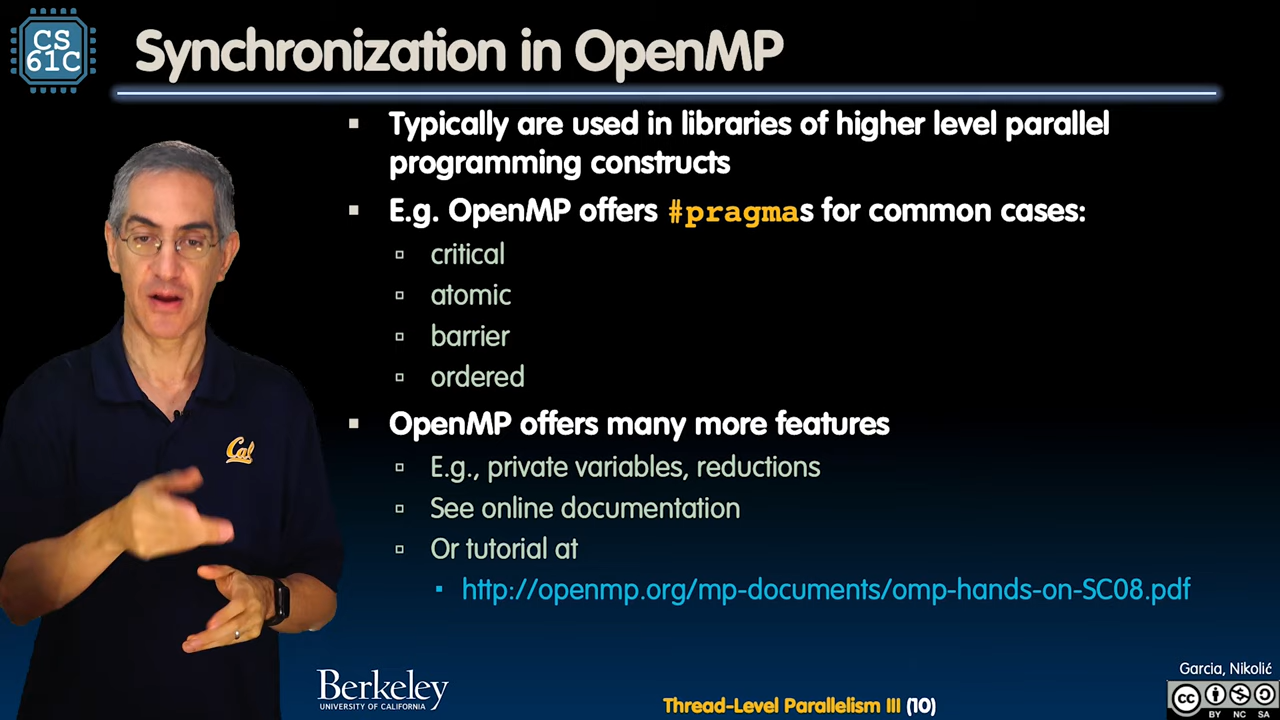 CS
61C
Synchronization in OpenMP
Typically are used in libraries of higher level parallel
programming constructs
E.g. OpenMP offers #pragmas for common cases:
critical
atomic
barrier
ordered
OpenMP offers many more features
E.g., private variables, reductions
See online documentation
Or tutorial at
http://openmp.org/mp-documents/omp-hands-on-SC08.pdf
Cal
Berkeley
UNIVERSITY OF CALIFORNIA
Thread-Level Parallelism III (10)
Garcia, Nikolić
cc
BY NC SA